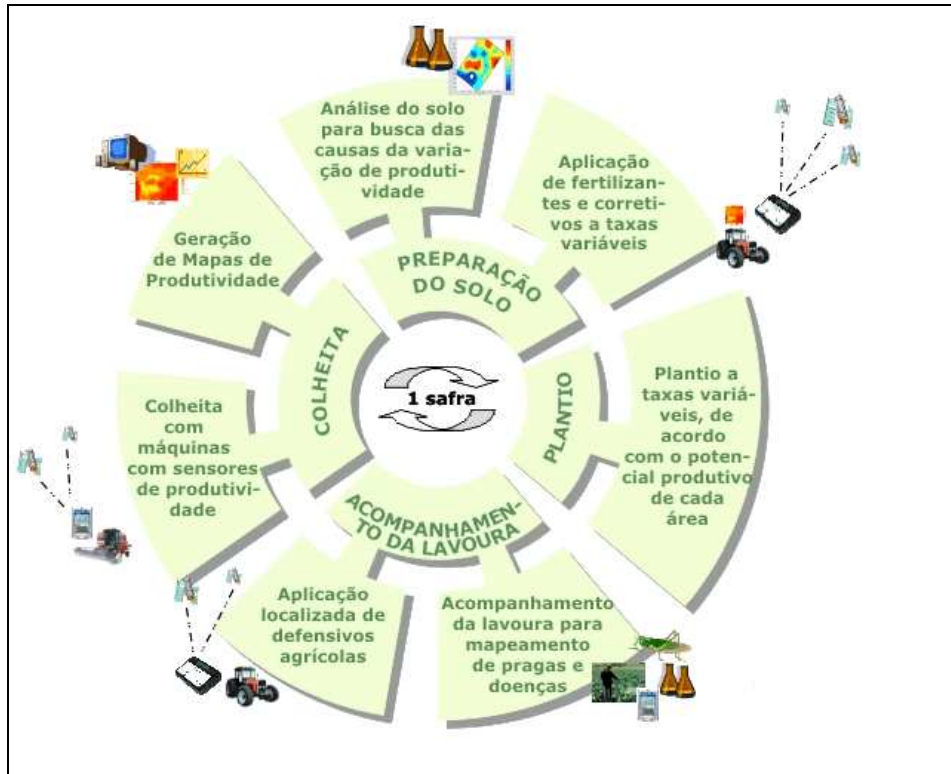 Análise do solo
para busca das
causas da varia-
ção de produti-
vidade
Aplicação
de fertilizan-
tes e correti-
vos a taxas
variáveis
Geração
de Mapas de
Produtividade
PREPARAÇÃO
DO SOLO
COLHEITA
1 safra
PLANTIO
Plantio a
taxas variá-
veis, de
acordo
com o poten-
cial produtivo
de cada
área
Colheita
com
máquinas
com sensores
de produtivi-
dade
ACOMPANHAMEN-
TO DA LAVOURA
Aplicação
localizada de
defensivos
agrícolas
Acompanhamento
da lavoura para
mapeamento
de pragas e
doenças